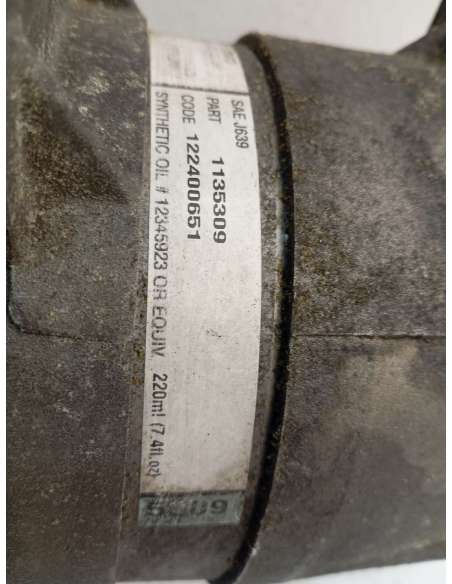 SAE J639
PART 1135309
CODE 122400651
SYNTHETIC OIL # 12345923 OR EQUIV. 220ml (7.4fl.oz)